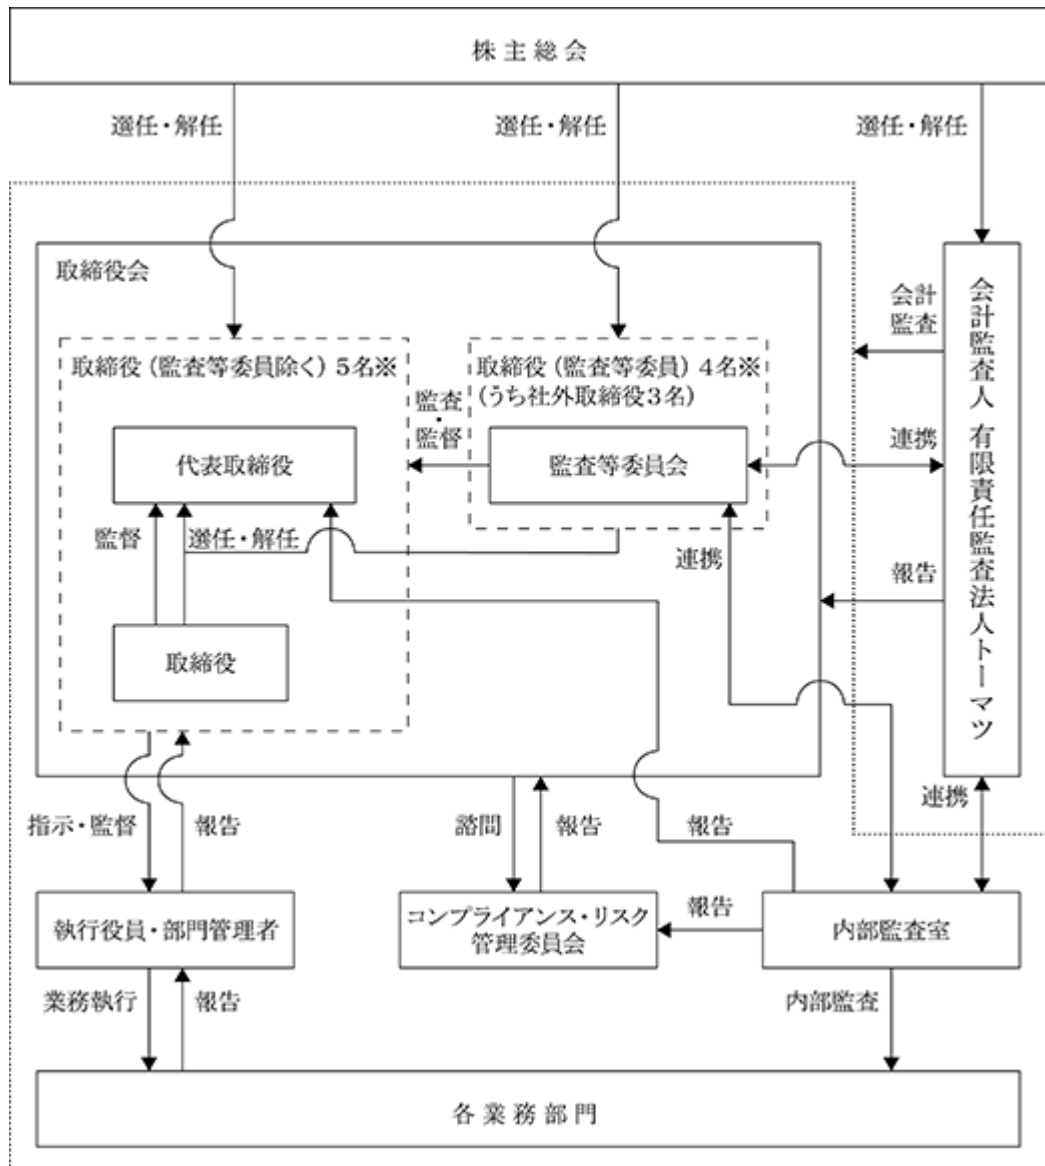 株主総会
選任・解任
選任・解任
選任・解任
取締役会
取締役（監査等委員除く）５名※
取締役（監査等委員）４名※
（うち社外取締役３名）
監査・監督
代表取締役
監査等委員会
監督
選任・解任
連携
取締役
会計
監査
連携
報告
会計監査人 有限責任監査法人トーマツ
連携
指示・監督
報告
諮問
報告
報告
執行役員・部門管理者
コンプライアンス・リスク
管理委員会
報告
内部監査室
業務執行
報告
内部監査
各業務部門